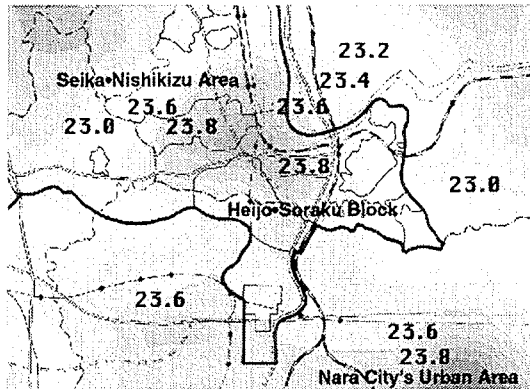 23.2
Seika•Nishikizu Area 23.4
23.6 23.6
23.0 23.8
23.8
23.0
Heijo•Soraku Block
23.6
23.6
23.8
Nara City's Urban Area